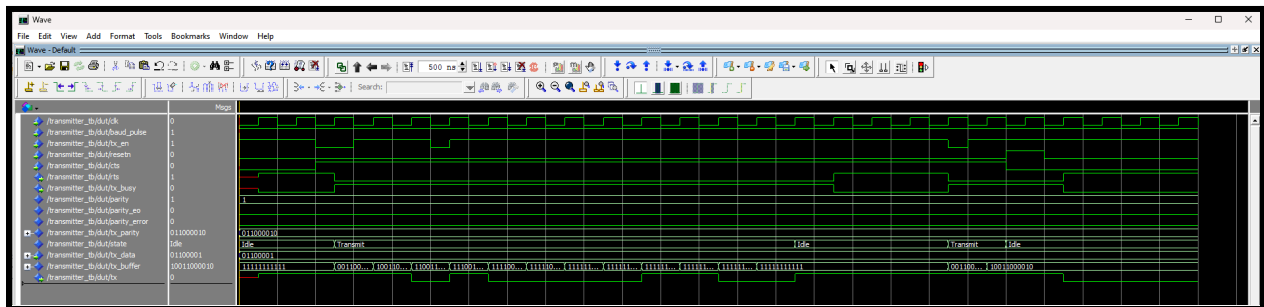 Wave
File Edit View Add Format Tools Bookmarks Window Help
Wave - Default
500 ns
Search:
Msgs
/transmitter_tb/dut/clk 0
/transmitter_tb/dut/baud_pulse 1
/transmitter_tb/dut/tx_en 1
/transmitter_tb/dut/resetn 0
/transmitter_tb/dut/cts 0
/transmitter_tb/dut/rts 1
/transmitter_tb/dut/tx_busy 0
/transmitter_tb/dut/parity 1 1
/transmitter_tb/dut/parity_eo 0
/transmitter_tb/dut/parity_error 0
/transmitter_tb/dut/tx_parity 011000010 011000010
/transmitter_tb/dut/state Idle Idle Transmit Idle Transmit Idle
/transmitter_tb/dut/tx_data 01100001 01100001
/transmitter_tb/dut/tx_buffer 10011000010 11111111111 001100... 100110... 110011... 111001... 111100... 111110... 111111... 111111... 111111... 111111... 111111... 11111111111 001100... 10011000010
/transmitter_tb/dut/tx 0